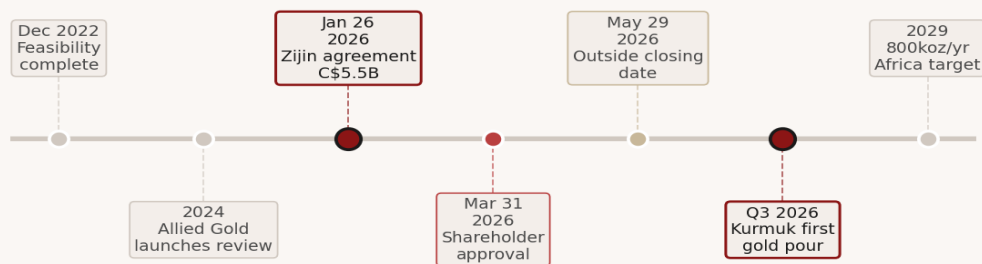 Dec 2022
Feasibility
complete
2024
Allied Gold
launches review
Jan 26
2026
Zijin agreement
C$5.5B
Mar 31
2026
Shareholder
approval
May 29
2026
Outside closing
date
Q3 2026
Kurmuk first
gold pour
2029
800koz/yr
Africa target